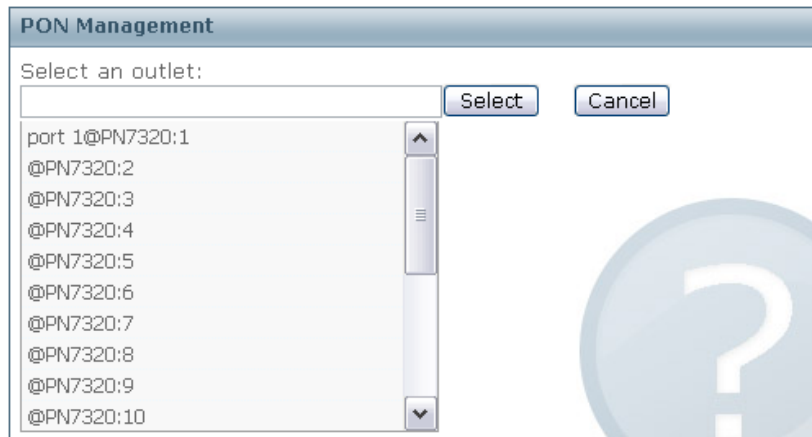 PON Management
Select an outlet:
Select Cancel
port 1@PN7320:1
@PN7320:2
@PN7320:3
@PN7320:4
@PN7320:5
@PN7320:6
@PN7320:7
@PN7320:8
@PN7320:9
@PN7320:10
?